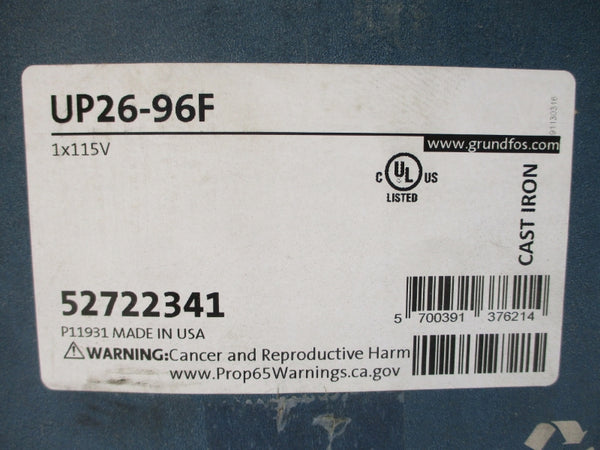 UP26-96F
1x115V
91130316
www.grundfos.com
C UL US
LISTED
CAST IRON
52722341
P11931 MADE IN USA
5 700391 376214
WARNING:Cancer and Reproductive Harm
www.Prop65Warnings.ca.gov